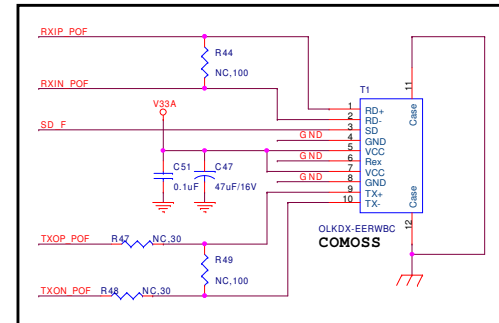 RXIP_POF
R44
NC,100
RXIN_POF
V33A
SD_F
C51
0.1uF
C47
47uF/16V
GND
GND
GND
T1
1
2
3
4
5
6
7
8
9
10
RD+
RD-
SD
GND
VCC
Rex
VCC
GND
TX+
TX-
11
Case
Case
12
OLKDX-EERWBC
COMOSS
TXOP_POF
R47
NC,30
R49
NC,100
TXON_POF
R48
NC,30